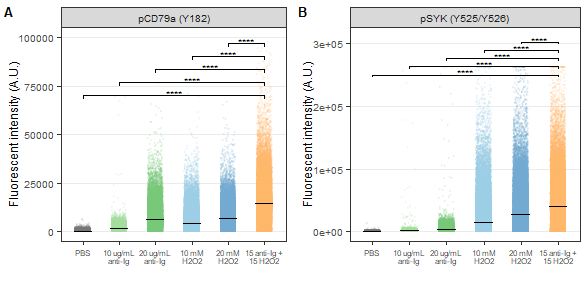 A
pCD79a (Y182)
Fluorescent intensity (A.U.)
100000
75000
50000
25000
0
****
****
****
****
****
PBS
10 ug/mL
anti-Ig
20 ug/mL
anti-Ig
10 mM
H2O2
20 mM
H2O2
15 anti-Ig +
15 H2O2
B
pSYK (Y525/Y526)
Fluorescent intensity (A.U.)
3e+05
2e+05
1e+05
0e+00
****
****
****
****
****
PBS
10 ug/mL
anti-Ig
20 ug/mL
anti-Ig
10 mM
H2O2
20 mM
H2O2
15 anti-Ig +
15 H2O2